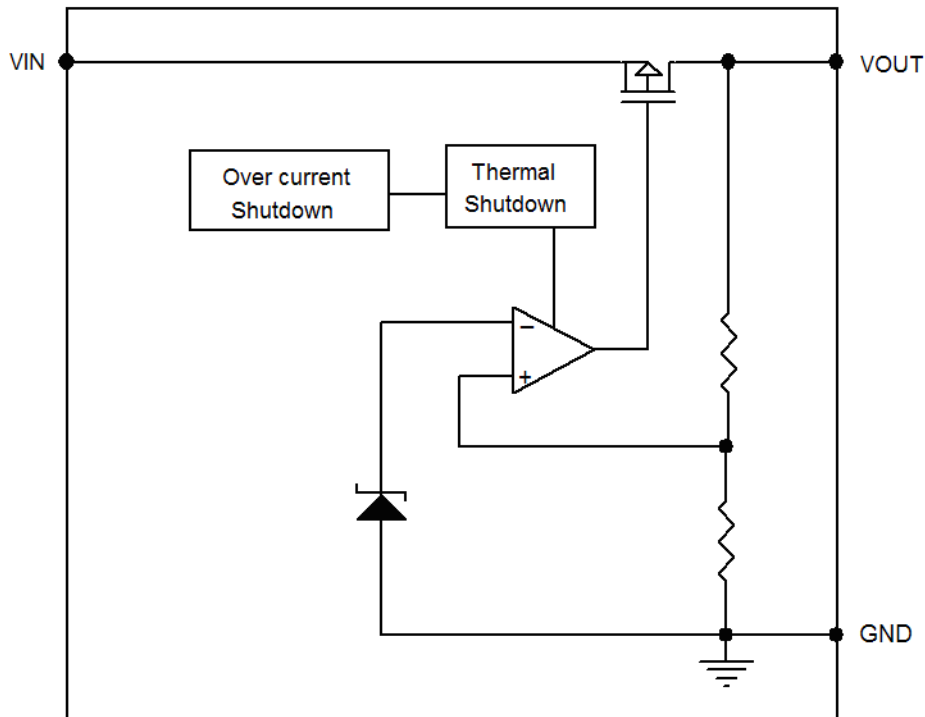 VIN
VOUT
Over current
Shutdown
Thermal
Shutdown
−
+
GND